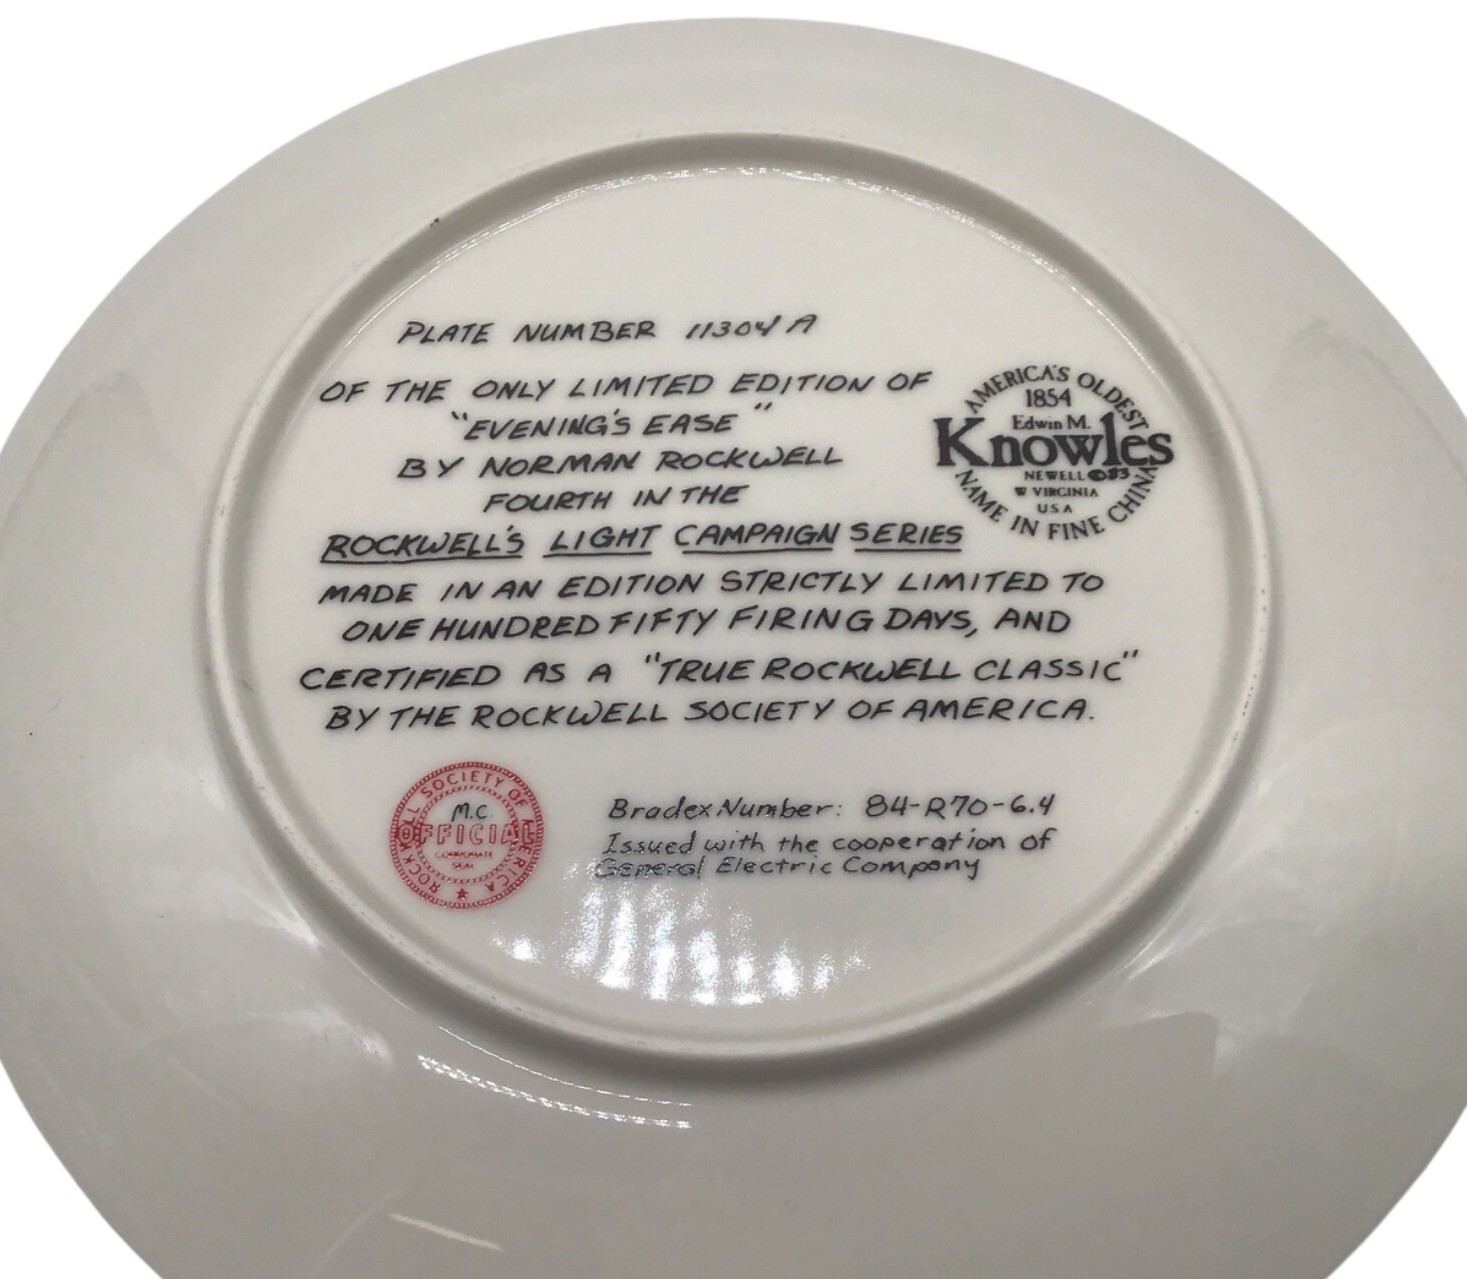 PLATE NUMBER 11304A
OF THE ONLY LIMITED EDITION OF
"EVENING'S EASE"
BY NORMAN ROCKWELL
FOURTH IN THE
ROCKWELL'S LIGHT CAMPAIGN SERIES
MADE IN AN EDITION STRICTLY LIMITED TO
ONE HUNDRED FIFTY FIRING DAYS, AND
CERTIFIED AS A "TRUE ROCKWELL CLASSIC"
BY THE ROCKWELL SOCIETY OF AMERICA.
AMERICA'S OLDEST
1854
Edwin M.
Knowles
NEWELL ©83
W VIRGINIA
USA
NAME IN FINE CHINA
ROCKWELL SOCIETY OF AMERICA
M.C.
OFFICIAL
CORPORATE
SEAL
Bradex Number: 84-R70-6.4
Issued with the cooperation of
General Electric Company